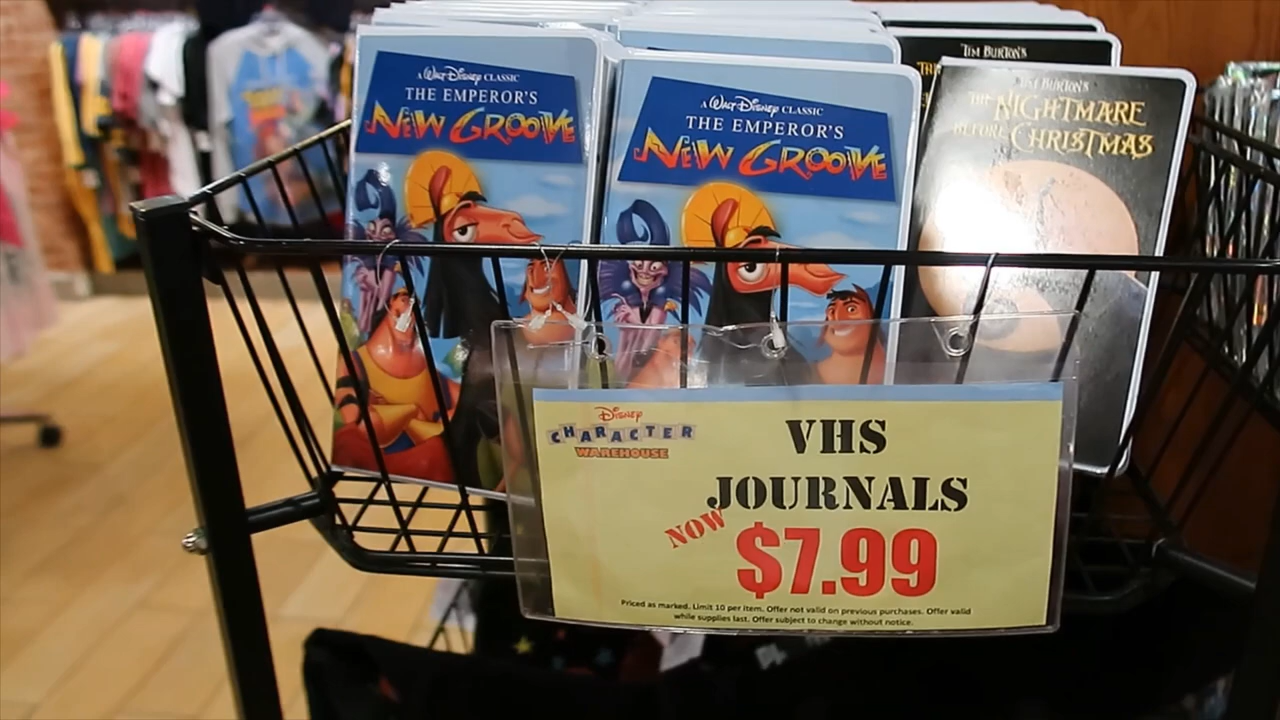 A Walt Disney CLASSIC
THE EMPEROR'S
NEW GROOVE
A Walt Disney CLASSIC
THE EMPEROR'S
NEW GROOVE
TIM BURTON'S
TIM BURTON'S
THE NIGHTMARE
BEFORE CHRISTMAS
Disney
CHARACTER
WAREHOUSE
VHS
JOURNALS
NOW
$7.99
Priced as marked. Limit 10 per item. Offer not valid on previous purchases. Offer valid
while supplies last. Offer subject to change without notice.